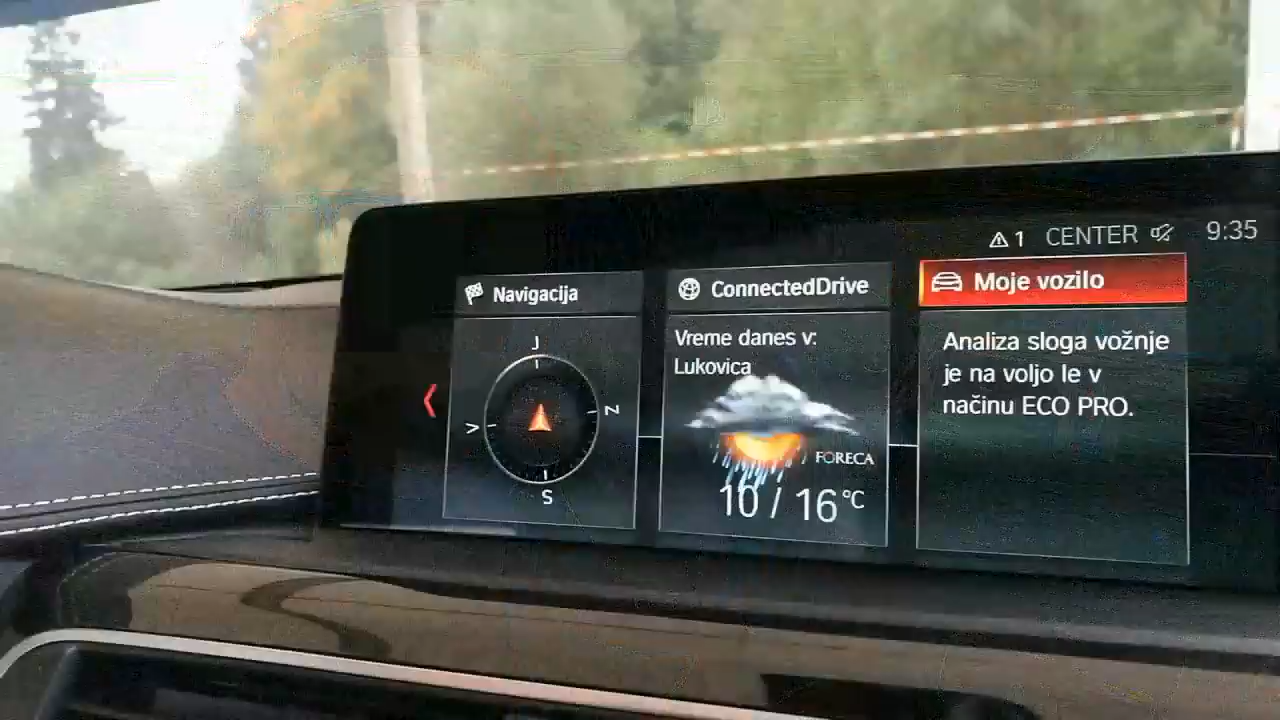 1 CENTER 9:35
Navigacija
J
V
Z
S
ConnectedDrive
Vreme danes v:
Lukovica
FORECA
10 / 16 °C
Moje vozilo
Analiza sloga vožnje
je na voljo le v
načinu ECO PRO.